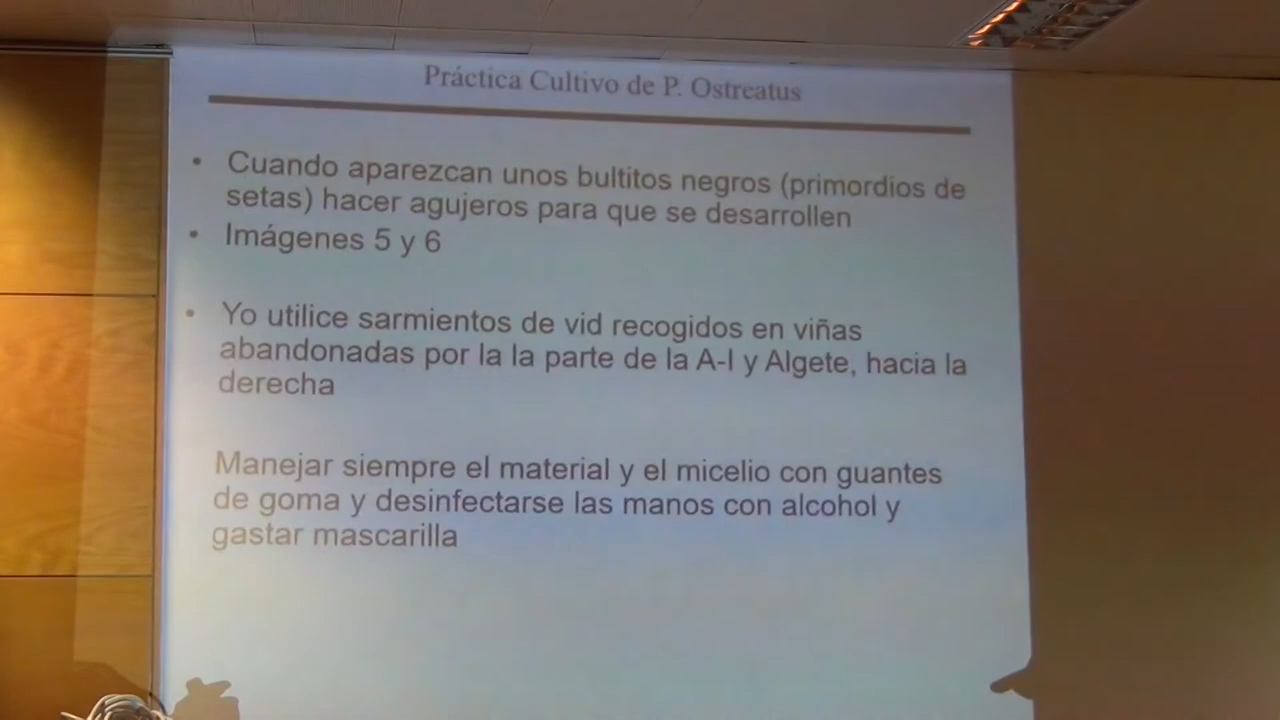 Práctica Cultivo de P. Ostreatus
• Cuando aparezcan unos bultitos negros (primordios de
setas) hacer agujeros para que se desarrollen
• Imágenes 5 y 6
• Yo utilice sarmientos de vid recogidos en viñas
abandonadas por la la parte de la A-I y Algete, hacia la
derecha
Manejar siempre el material y el micelio con guantes
de goma y desinfectarse las manos con alcohol y
gastar mascarilla